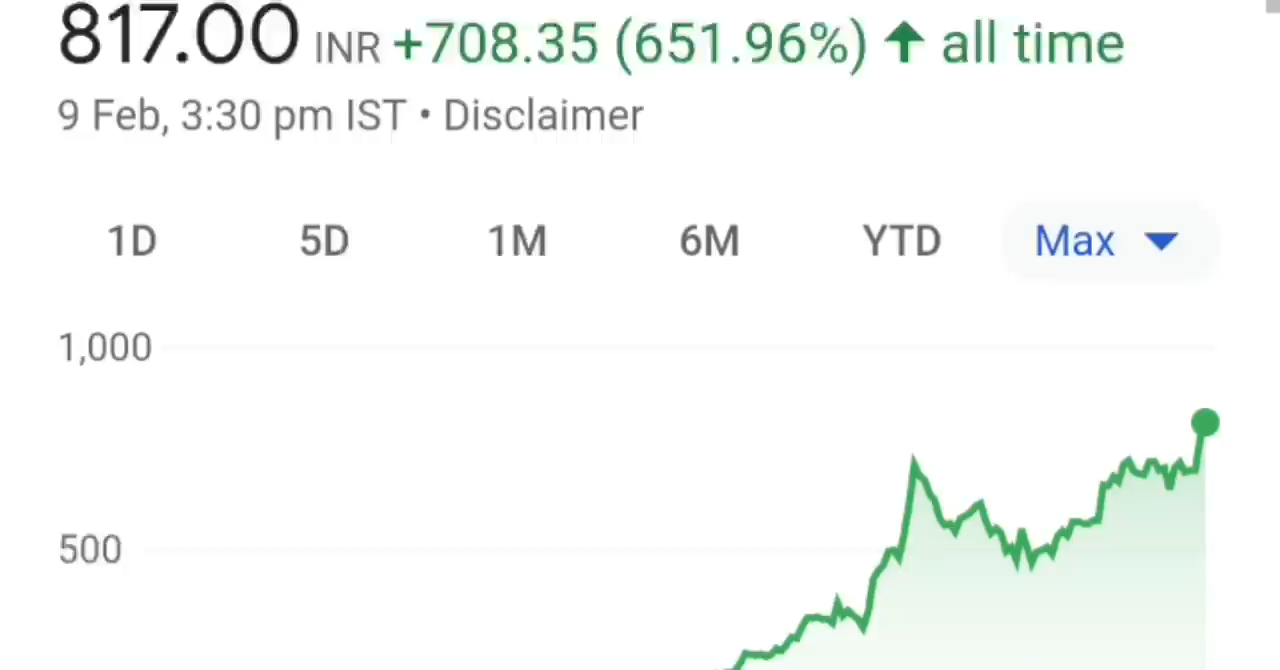 817.00 INR +708.35 (651.96%) ↑ all time
9 Feb, 3:30 pm IST • Disclaimer
1D 5D 1M 6M YTD Max
1,000
500